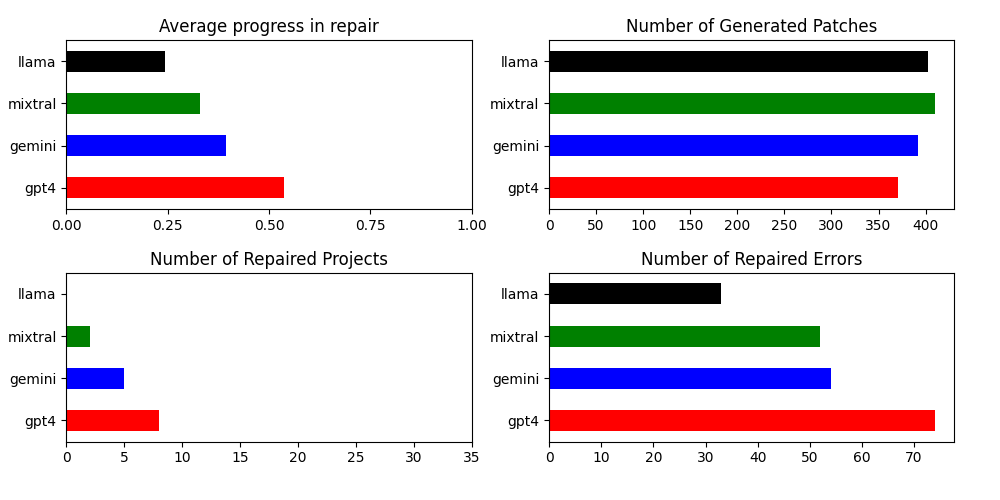 Average progress in repair
llama
mixtral
gemini
gpt4
0.00 0.25 0.50 0.75 1.00
Number of Generated Patches
llama
mixtral
gemini
gpt4
0 50 100 150 200 250 300 350 400
Number of Repaired Projects
llama
mixtral
gemini
gpt4
0 5 10 15 20 25 30 35
Number of Repaired Errors
llama
mixtral
gemini
gpt4
0 10 20 30 40 50 60 70